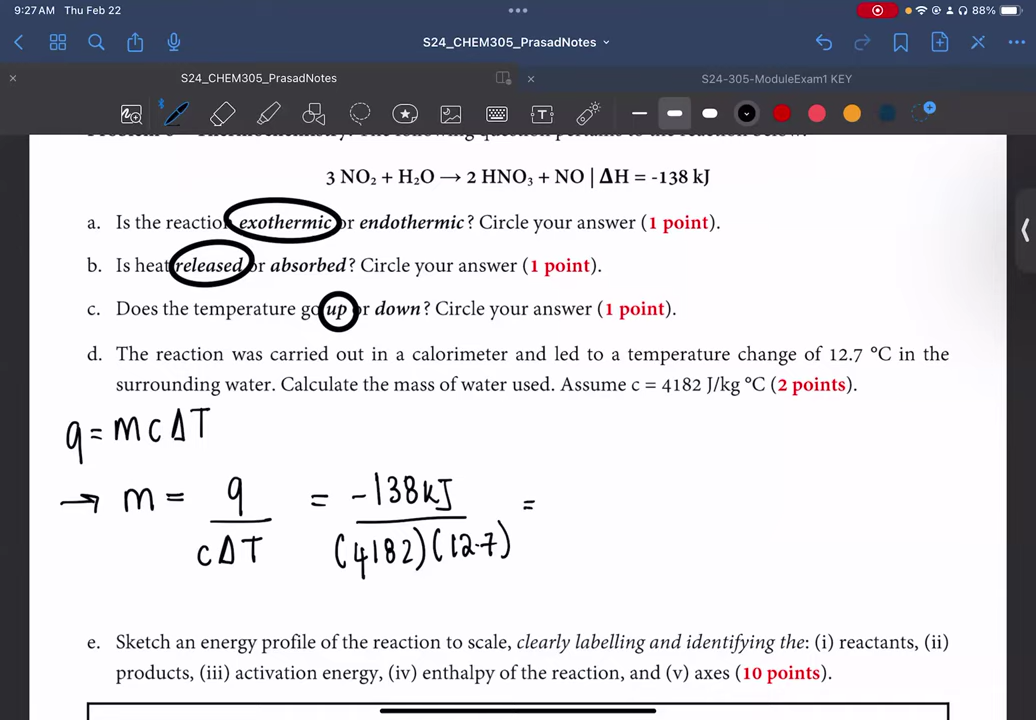 9:27 AM Thu Feb 22
88%
S24_CHEM305_PrasadNotes
S24_CHEM305_PrasadNotes
S24-305-ModuleExam1 KEY
3 NO₂ + H₂O → 2 HNO₃ + NO | ΔH = -138 kJ
a. Is the reaction exothermic or endothermic? Circle your answer (1 point).
b. Is heat released or absorbed? Circle your answer (1 point).
c. Does the temperature go up or down? Circle your answer (1 point).
d. The reaction was carried out in a calorimeter and led to a temperature change of 12.7 °C in the
surrounding water. Calculate the mass of water used. Assume c = 4182 J/kg °C (2 points).
q = mcΔT
→ m = q / cΔT = -138kJ / (4182)(12.7) =
e. Sketch an energy profile of the reaction to scale, clearly labelling and identifying the: (i) reactants, (ii)
products, (iii) activation energy, (iv) enthalpy of the reaction, and (v) axes (10 points).